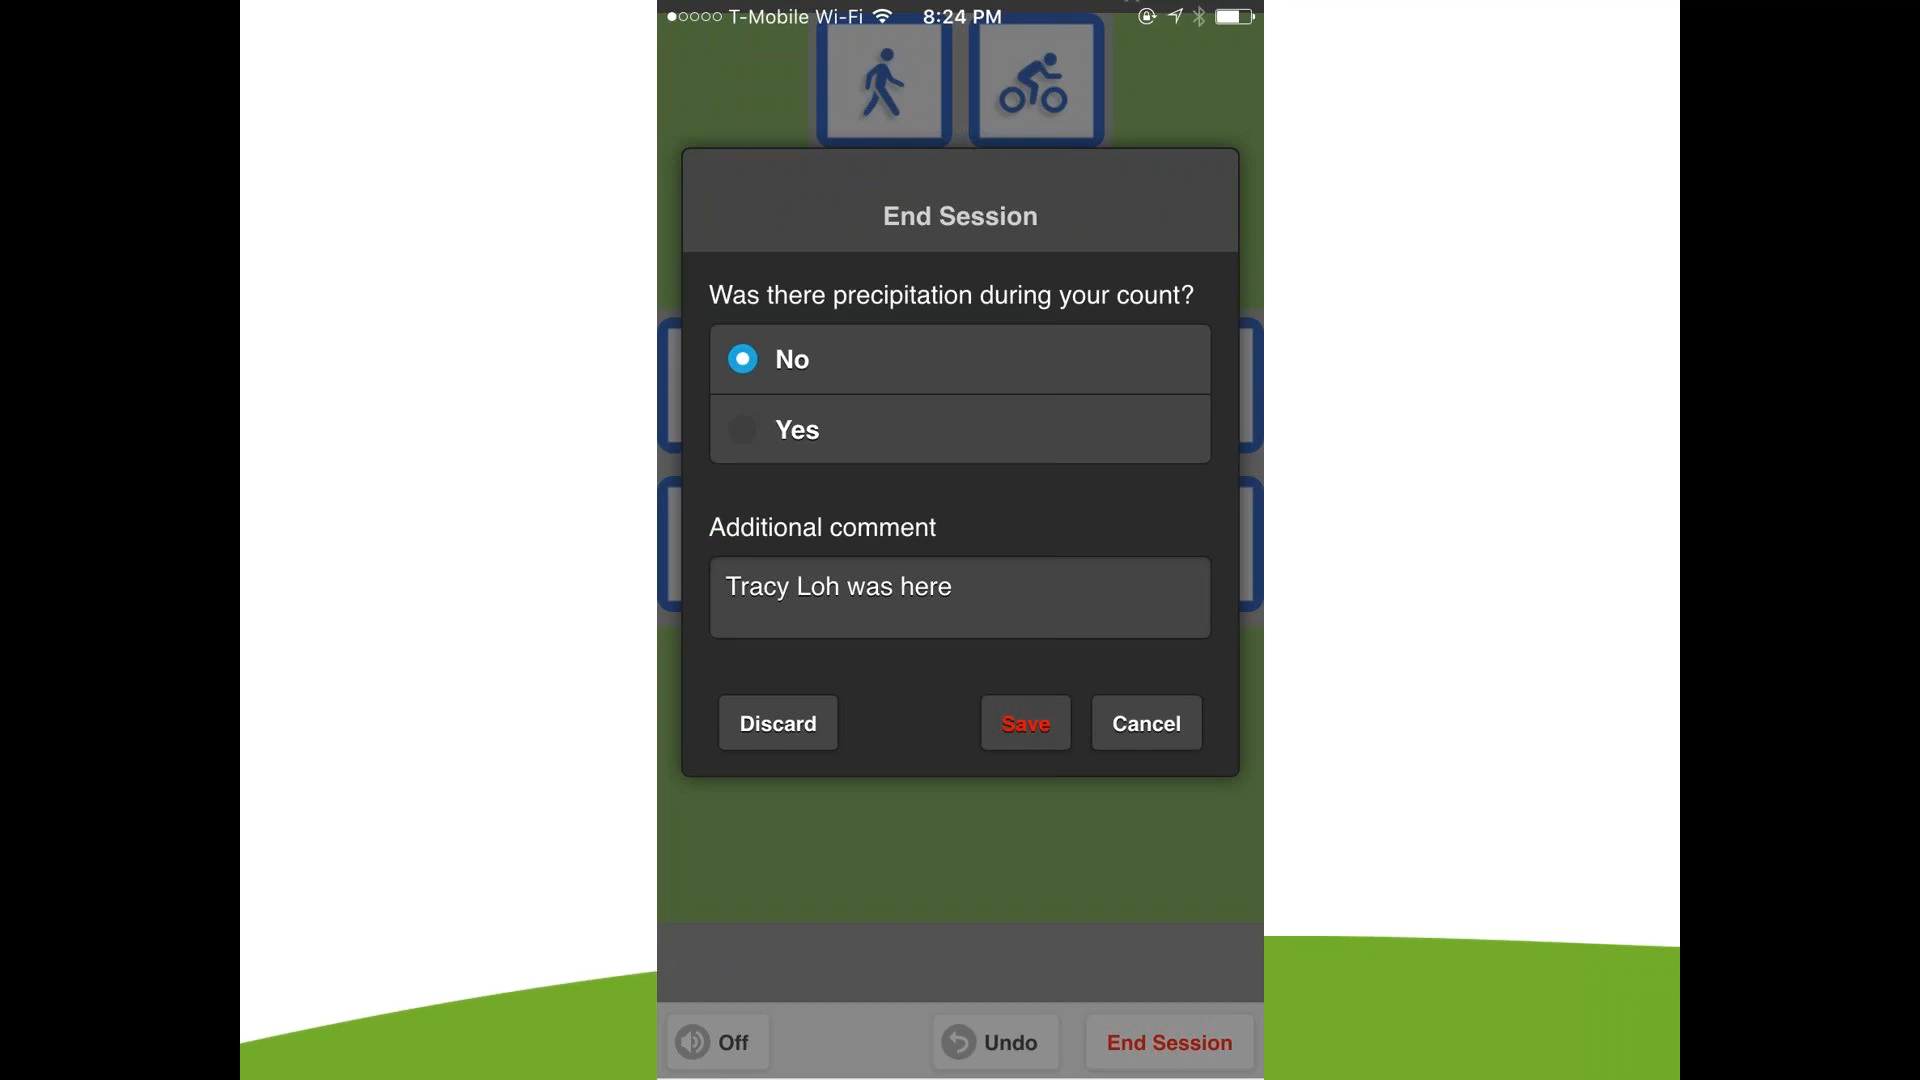 T-Mobile Wi-Fi 8:24 PM
End Session
Was there precipitation during your count?
No
Yes
Additional comment
Tracy Loh was here
Discard Save Cancel
Off Undo End Session